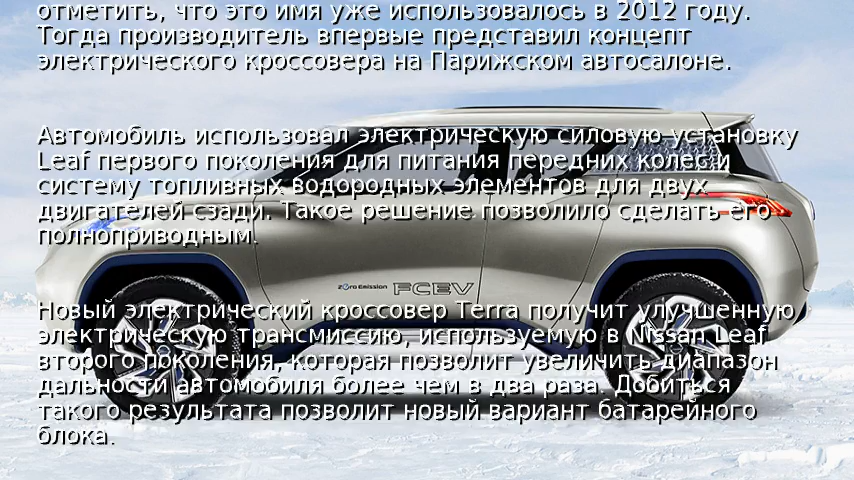 отметить, что это имя уже использовалось в 2012 году.
Тогда производитель впервые представил концепт
электрического кроссовера на Парижском автосалоне.
Автомобиль использовал электрическую силовую установку
Leaf первого поколения для питания передних колес и
систему топливных водородных элементов для двух
двигателей сзади. Такое решение позволило сделать его
полноприводным.
zero Emission FCEV
Новый электрический кроссовер Terra получит улучшенную
электрическую трансмиссию, используемую в Nissan Leaf
второго поколения, которая позволит увеличить диапазон
дальности автомобиля более чем в два раза. Добиться
такого результата позволит новый вариант батарейного
блока.